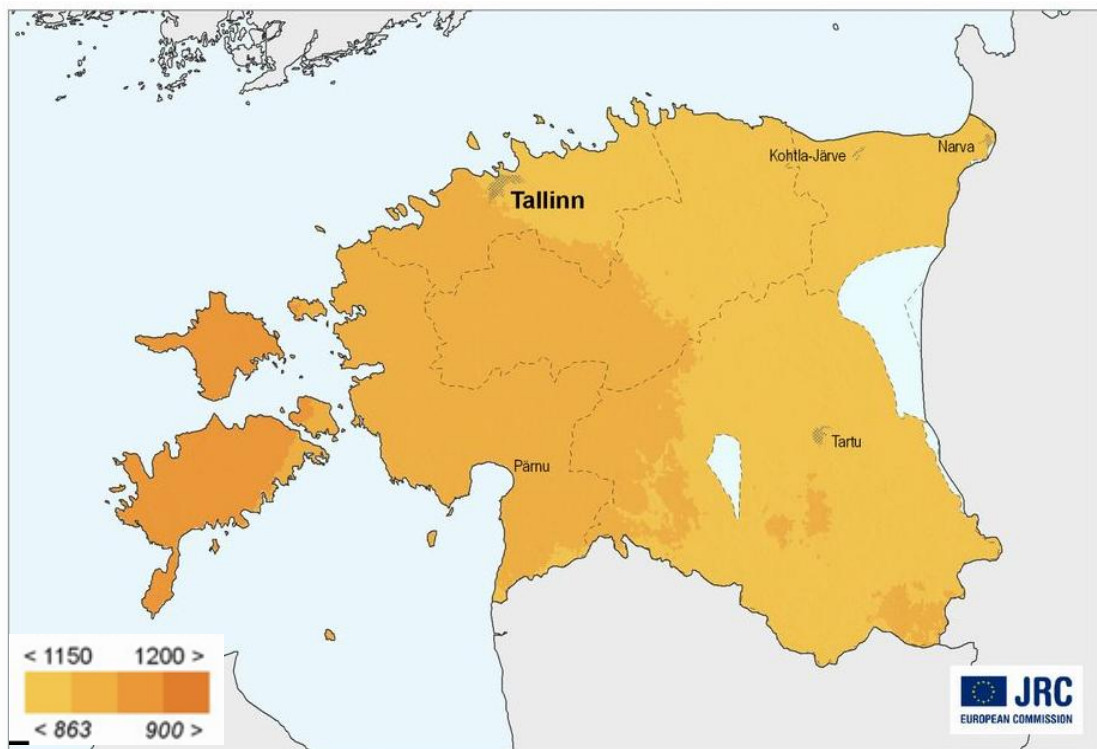 Kohtla-Järve
Narva
Tallinn
Tartu
Pärnu
< 1150 1200 >
< 863 900 >
JRC
EUROPEAN COMMISSION